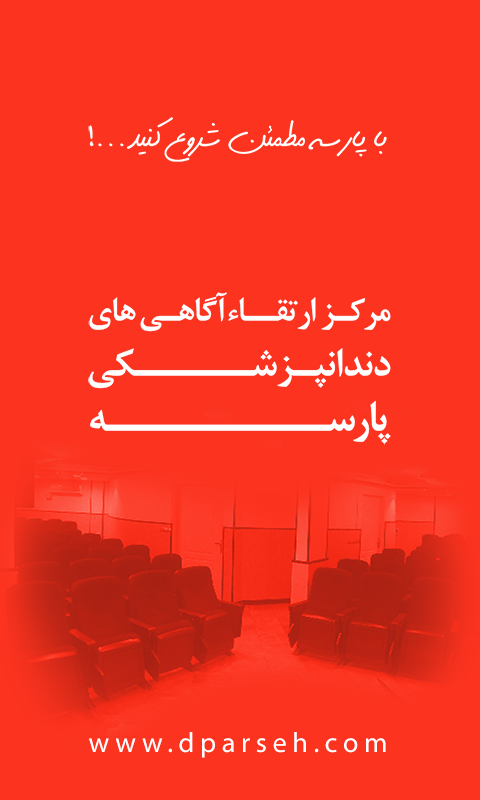 با پارسه مطمئن شروع کنید...!
مرکز ارتقاء آگاهی های
دندانپزشکی
پارسه
www.dparseh.com